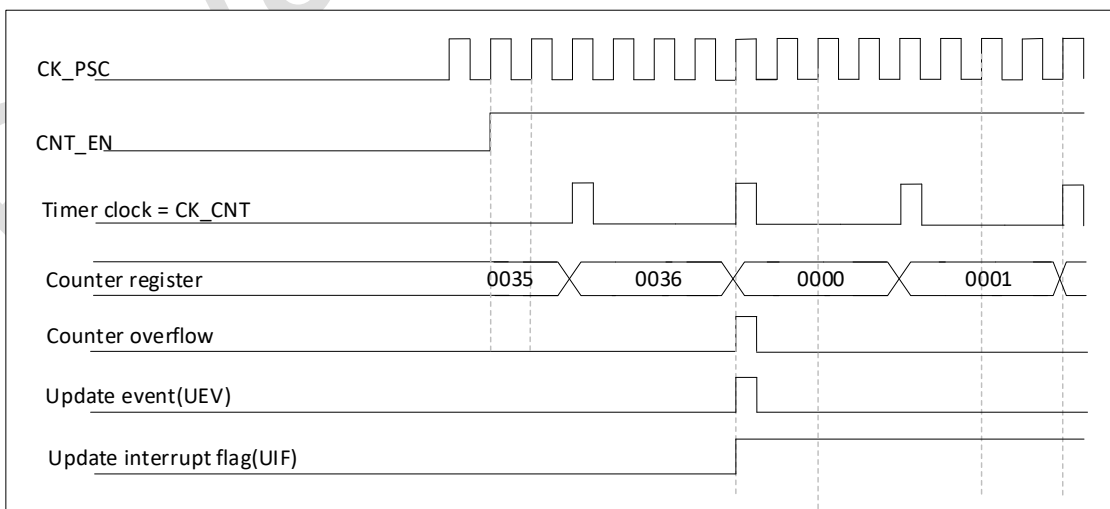 CK_PSC
CNT_EN
Timer clock = CK_CNT
Counter register 0035 0036 0000 0001
Counter overflow
Update event(UEV)
Update interrupt flag(UIF)